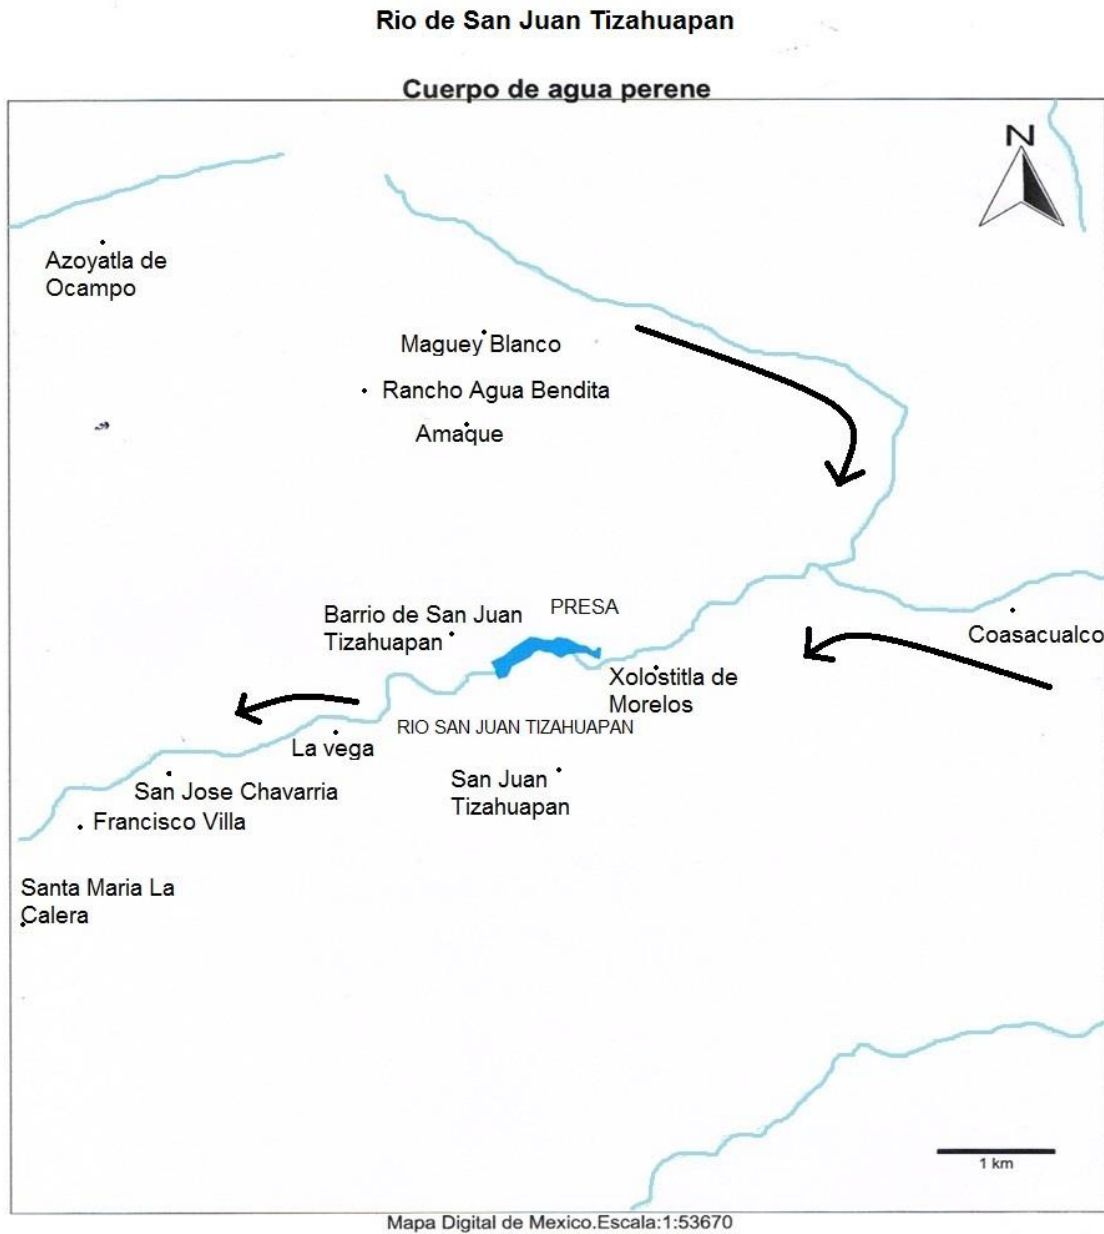 Rio de San Juan Tizahuapan
Cuerpo de agua perene
N
Azoyatla de
Ocampo
Maguey Blanco
Rancho Agua Bendita
Amaque
Barrio de San Juan
Tizahuapan
PRESA
Coasacualco
Xolostitla de
Morelos
RIO SAN JUAN TIZAHUAPAN
La vega
San Juan
Tizahuapan
San Jose Chavarria
Francisco Villa
Santa Maria La
Calera
1 km
Mapa Digital de Mexico.Escala:1:53670